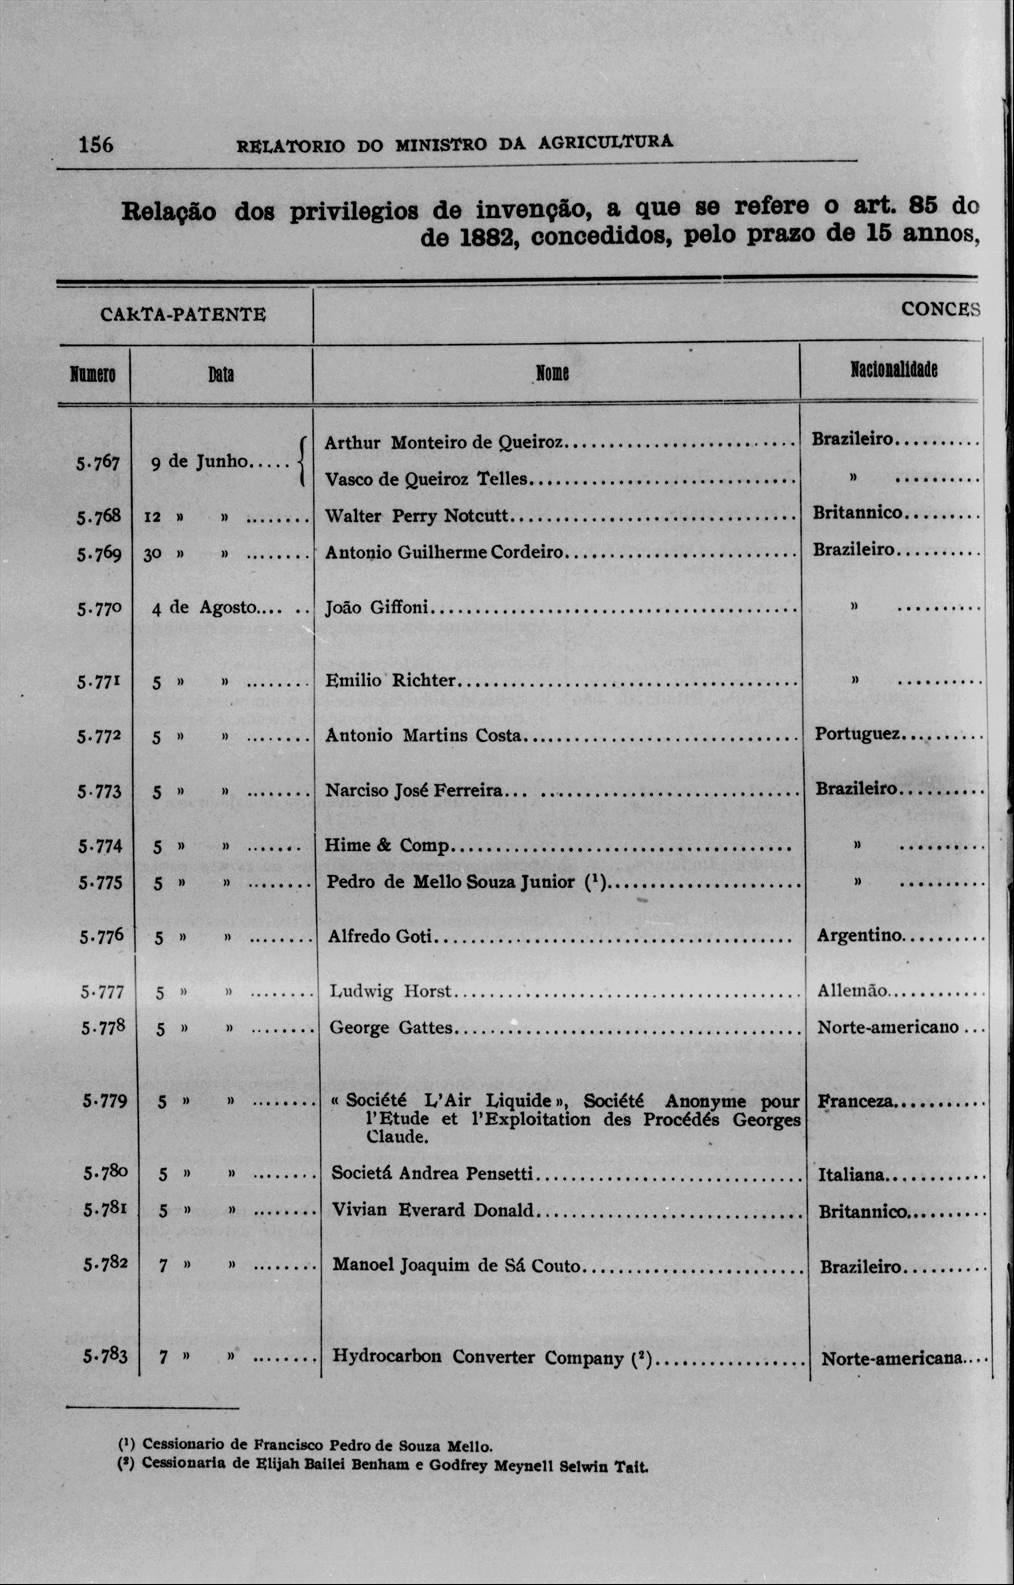 156 RELATORIO DO MINISTRO DA AGRICULTURA
Relação dos privilegios de invenção, a que se refere o art. 85 do
de 1882, concedidos, pelo prazo de 15 annos,
CARTA-PATENTE CONCES
Numero Data Nome Nacionalidade
5.767 9 de Junho..... { Arthur Monteiro de Queiroz.......................... Brazileiro..........
Vasco de Queiroz Telles.............................. » ..........
5.768 12 » » ........ Walter Perry Notcutt................................ Britannico.........
5.769 30 » » ........ Antonio Guilherme Cordeiro.......................... Brazileiro..........
5.770 4 de Agosto.... .. João Giffoni......................................... » ..........
5.771 5 » » ........ Emilio Richter...................................... » ..........
5.772 5 » » ........ Antonio Martins Costa............................... Portuguez..........
5.773 5 » » ........ Narciso José Ferreira... ............................. Brazileiro..........
5.774 5 » » ....... Hime & Comp...................................... » ..........
5.775 5 » » ........ Pedro de Mello Souza Junior (¹)...................... » ..........
5.776 5 » » ........ Alfredo Goti........................................ Argentino..........
5.777 5 » » ........ Ludwig Horst....................................... Allemão............
5.778 5 » » ........ George Gattes....................................... Norte-americano ...
5.779 5 » » ........ « Société L'Air Liquide », Société Anonyme pour Franceza...........
l'Etude et l'Exploitation des Procédés Georges
Claude.
5.780 5 » » ........ Societá Andrea Pensetti.............................. Italiana............
5.781 5 » » ........ Vivian Everard Donald.............................. Britannico..........
5.782 7 » » ........ Manoel Joaquim de Sá Couto......................... Brazileiro..........
5.783 7 » » ........ Hydrocarbon Converter Company (²)................. Norte-americana....
(¹) Cessionario de Francisco Pedro de Souza Mello.
(²) Cessionaria de Elijah Bailei Benham e Godfrey Meynell Selwin Tait.